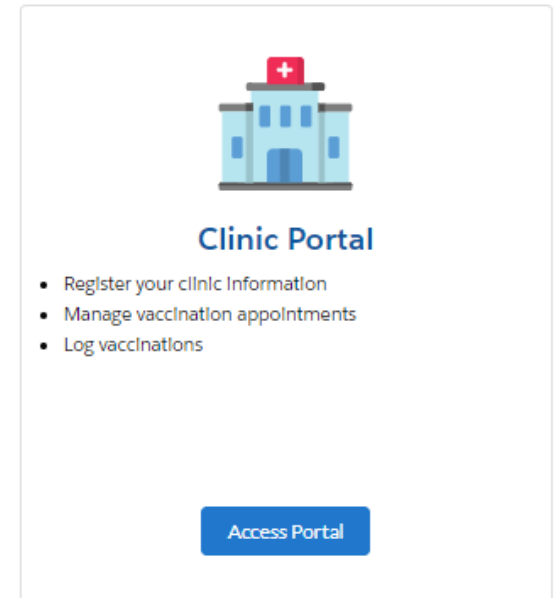 Clinic Portal
• Register your clinic information
• Manage vaccination appointments
• Log vaccinations
Access Portal